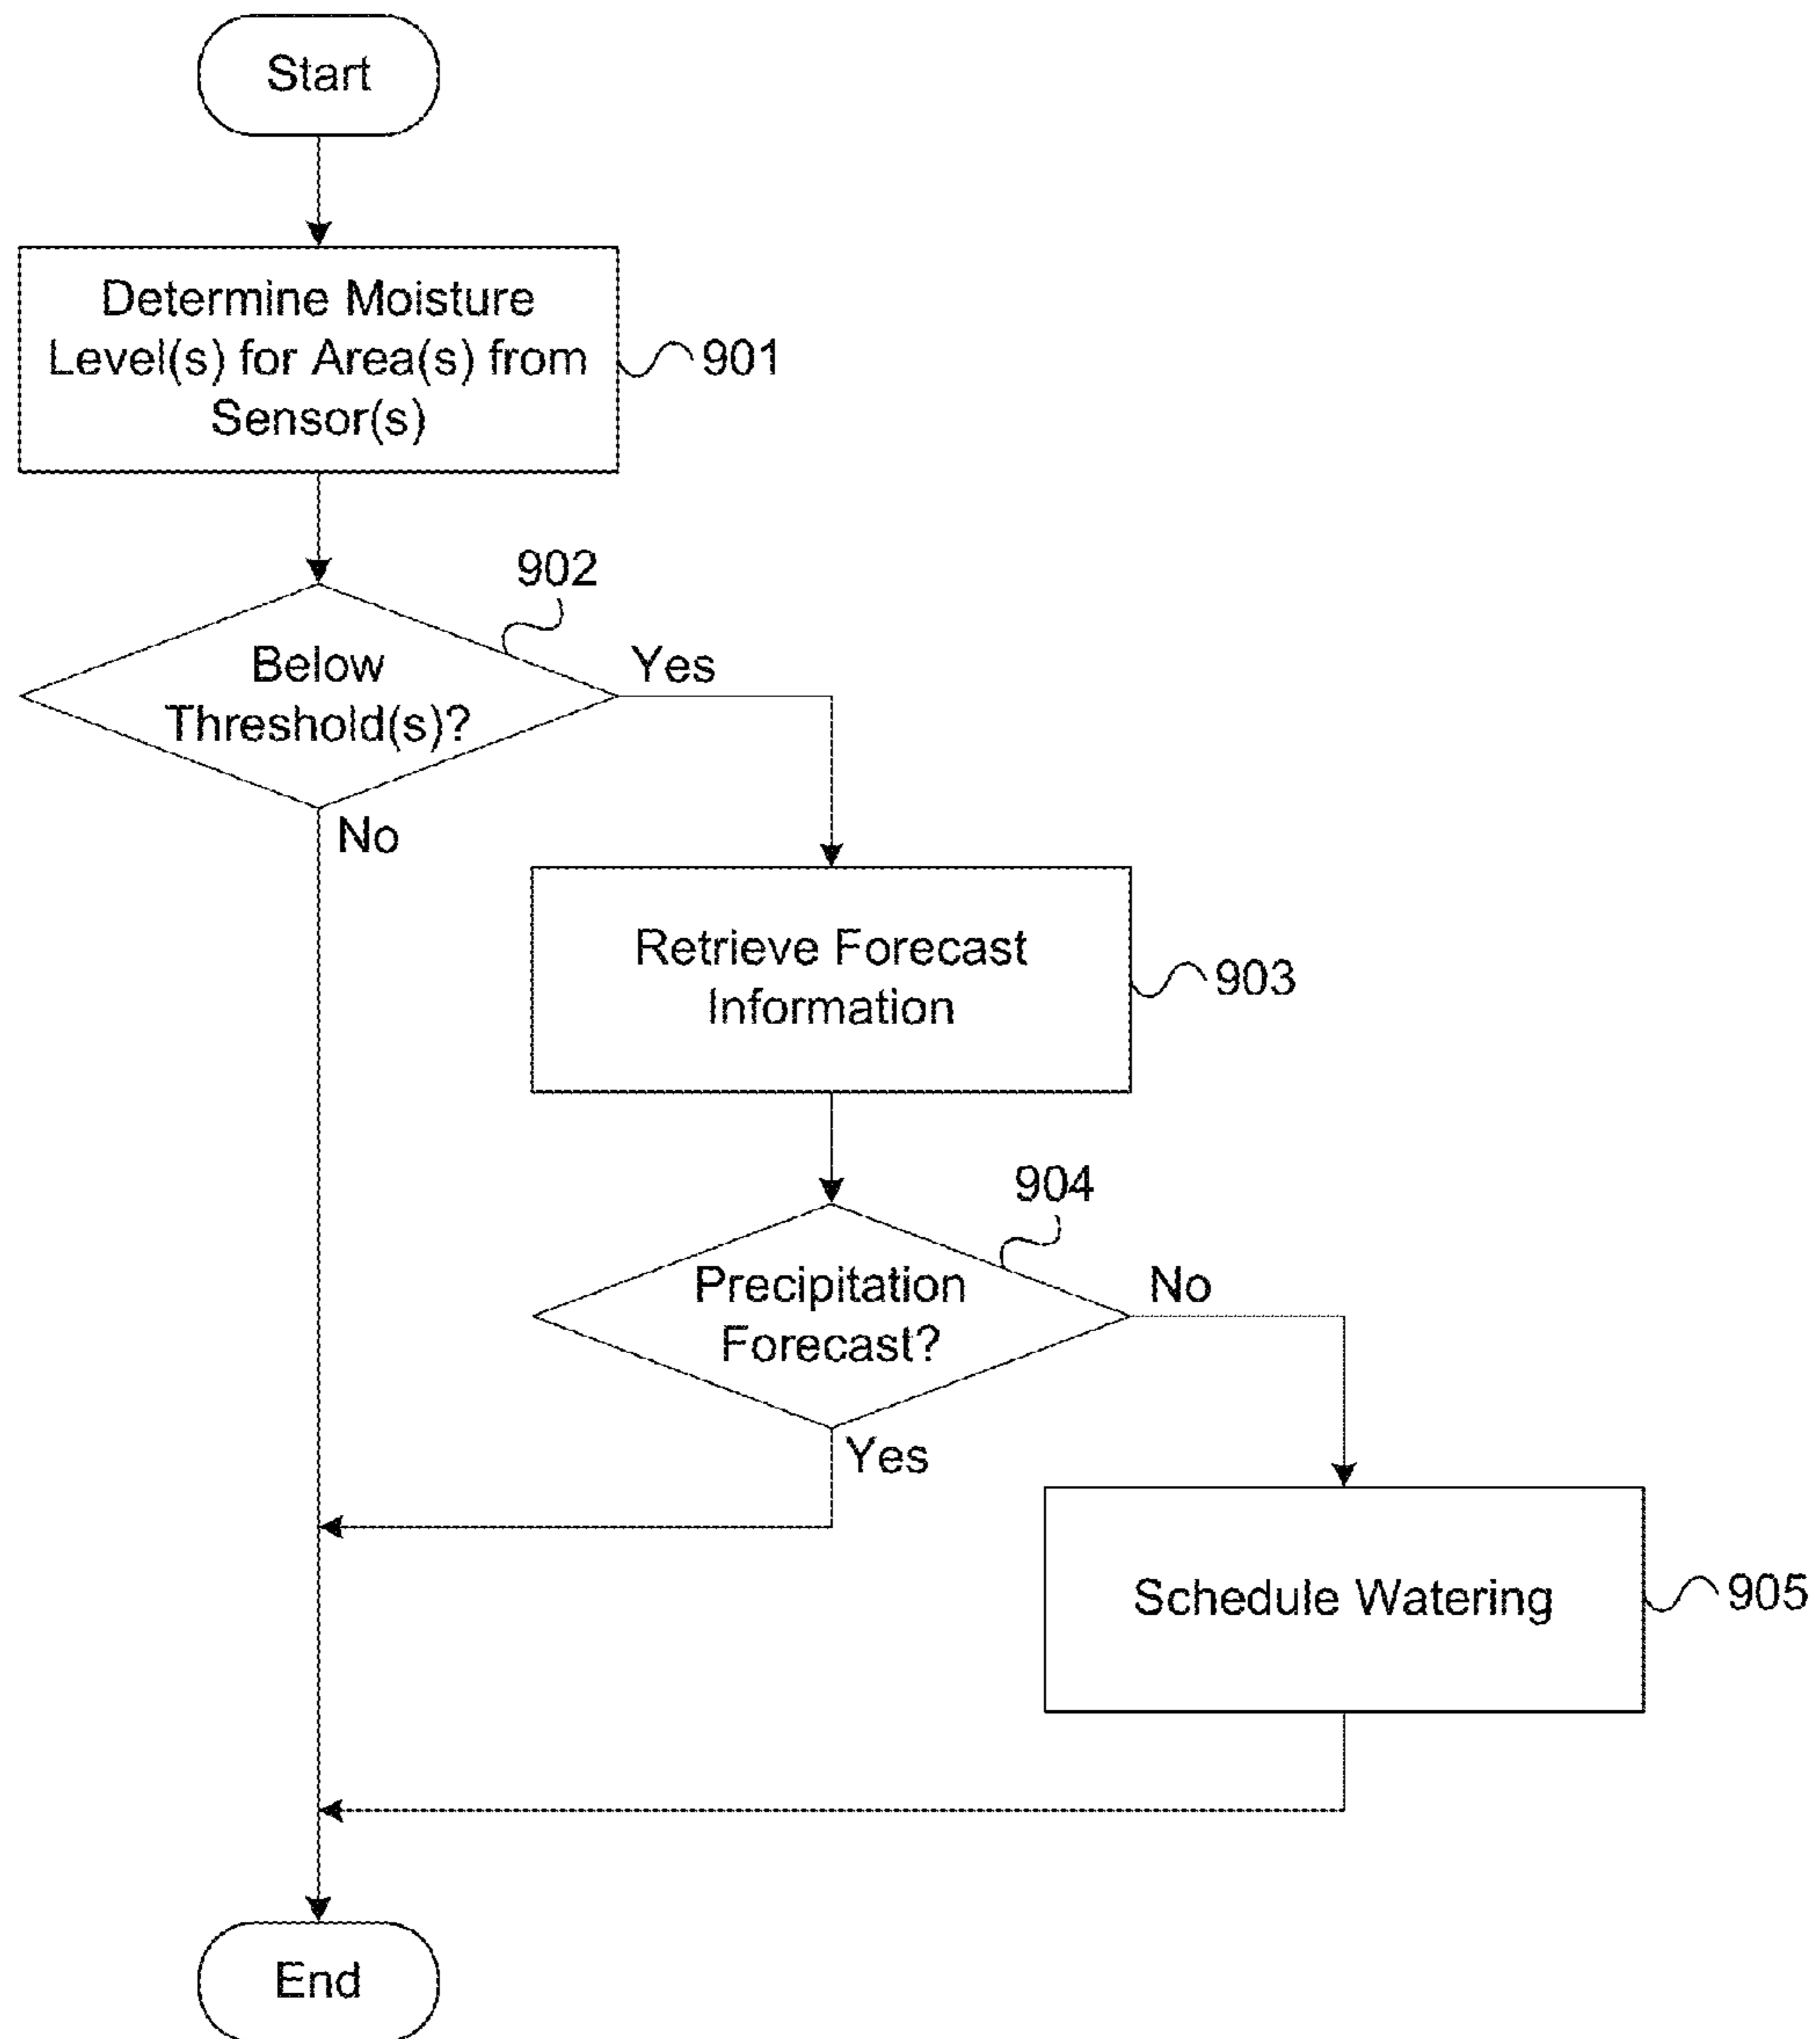 Start
Determine Moisture
Level(s) for Area(s) from
Sensor(s)
901
902
Below
Threshold(s)?
Yes
No
Retrieve Forecast
Information
903
904
Precipitation
Forecast?
No
Yes
Schedule Watering
905
End